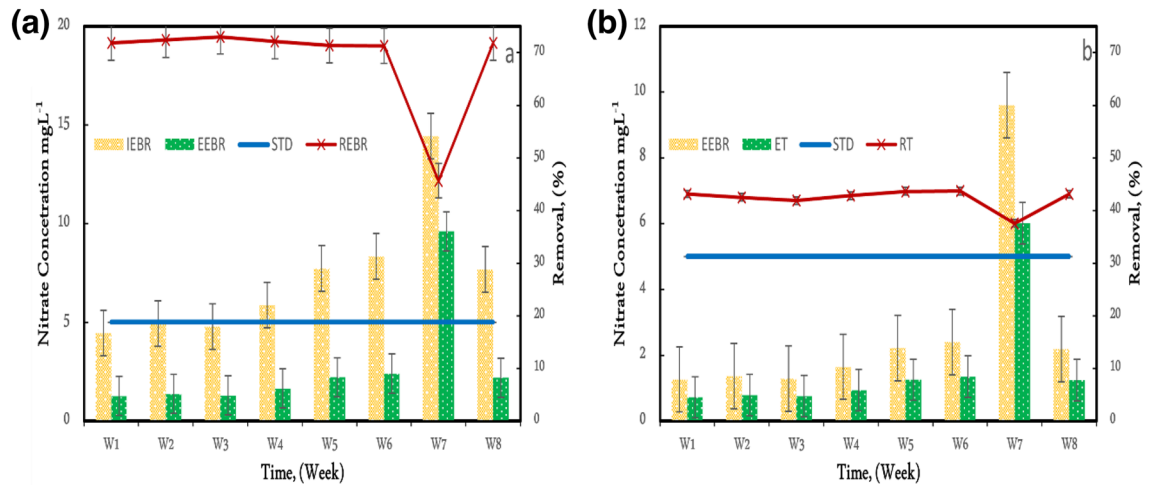 (a)
a
Nitrate Concetration mgL-1
20
15
10
5
0
IEBR EEBR STD REBR
70
60
50
40
30
20
10
0
Removal, (%)
W1 W2 W3 W4 W5 W6 W7 W8
Time, (Week)
(b)
b
Nitrate Concetration mgL-1
12
10
8
6
4
2
0
EEBR ET STD RT
70
60
50
40
30
20
10
0
Removal, (%)
W1 W2 W3 W4 W5 W6 W7 W8
Time, (Week)